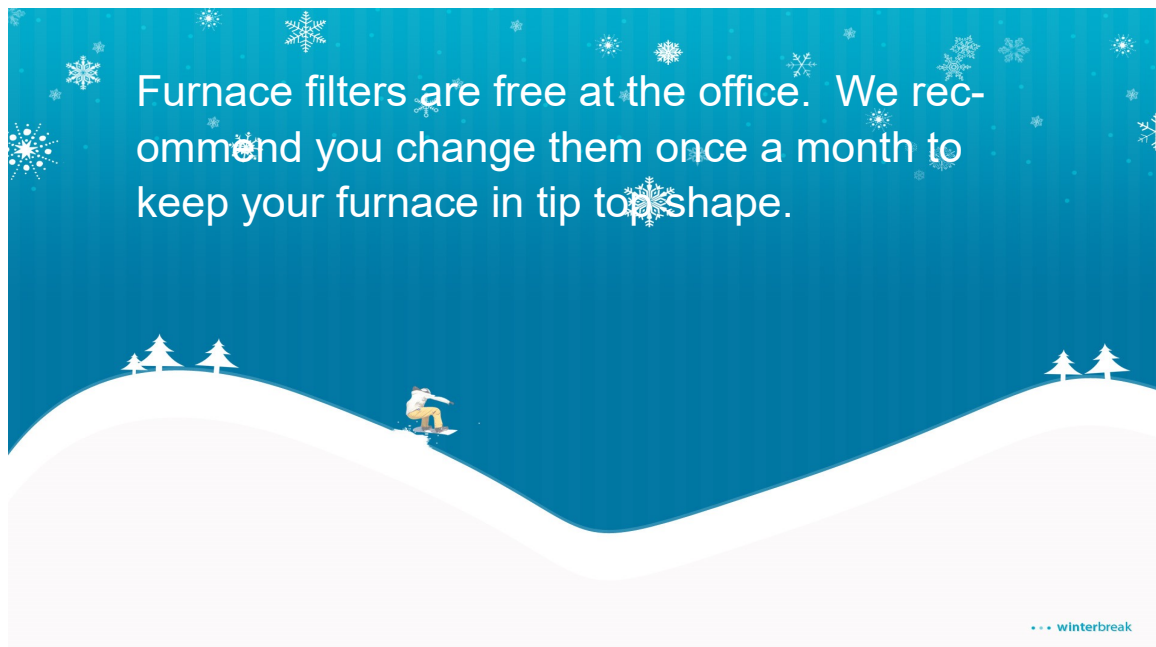 Furnace filters are free at the office.  We rec-
ommend you change them once a month to
keep your furnace in tip top shape.
winterbreak